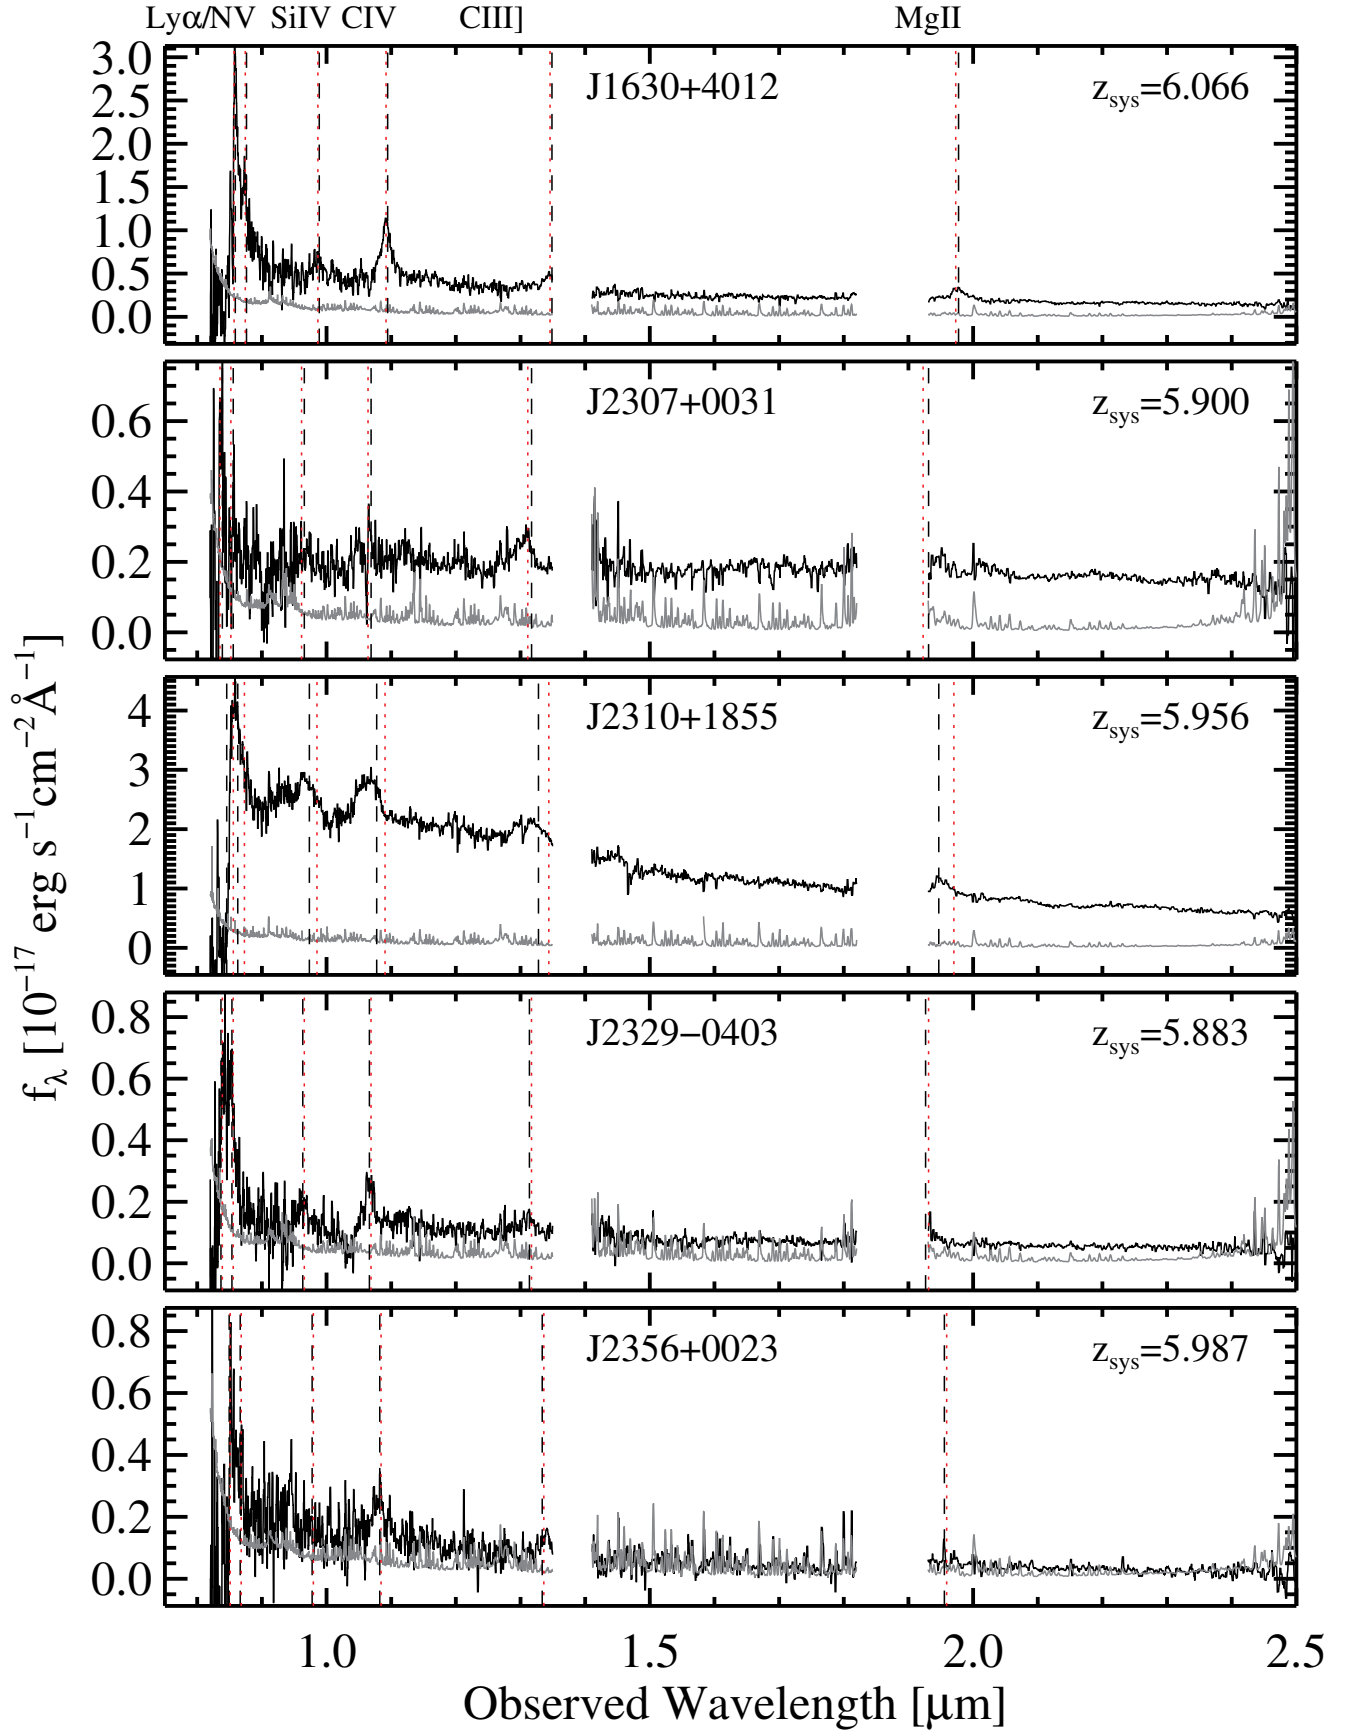 Lyα/NV SiIV CIV CIII] MgII
3.0
2.5
2.0
1.5
1.0
0.5
0.0
J1630+4012
z_sys=6.066
0.6
0.4
0.2
0.0
J2307+0031
z_sys=5.900
4
3
2
1
0
J2310+1855
z_sys=5.956
0.8
0.6
0.4
0.2
0.0
J2329−0403
z_sys=5.883
0.8
0.6
0.4
0.2
0.0
J2356+0023
z_sys=5.987
1.0 1.5 2.0 2.5
Observed Wavelength [μm]
f_λ [10⁻¹⁷ erg s⁻¹cm⁻²Å⁻¹]